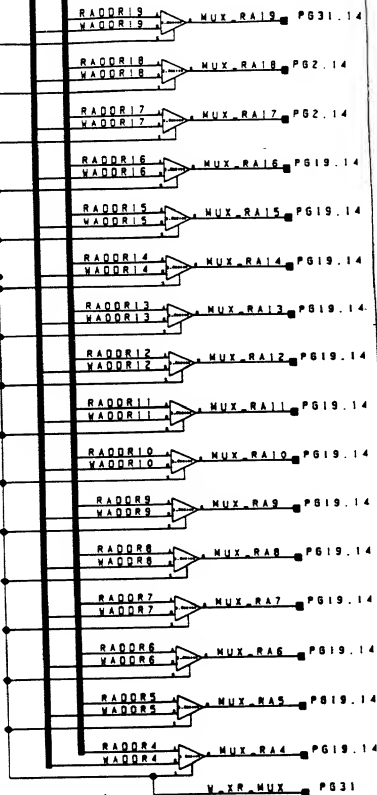 RADDR19 MUX_RA19 PG31.14
WADDR19
RADDR18 MUX_RA18 PG2.14
WADDR18
RADDR17 MUX_RA17 PG2.14
WADDR17
RADDR16 MUX_RA16 PG19.14
WADDR16
RADDR15 MUX_RA15 PG19.14
WADDR15
RADDR14 MUX_RA14 PG19.14
WADDR14
RADDR13 MUX_RA13 PG19.14
WADDR13
RADDR12 MUX_RA12 PG19.14
WADDR12
RADDR11 MUX_RA11 PG19.14
WADDR11
RADDR10 MUX_RA10 PG19.14
WADDR10
RADDR9 MUX_RA9 PG19.14
WADDR9
RADDR8 MUX_RA8 PG19.14
WADDR8
RADDR7 MUX_RA7 PG19.14
WADDR7
RADDR6 MUX_RA6 PG19.14
WADDR6
RADDR5 MUX_RA5 PG19.14
WADDR5
RADDR4 MUX_RA4 PG19.14
WADDR4
W_XR_MUX PG31